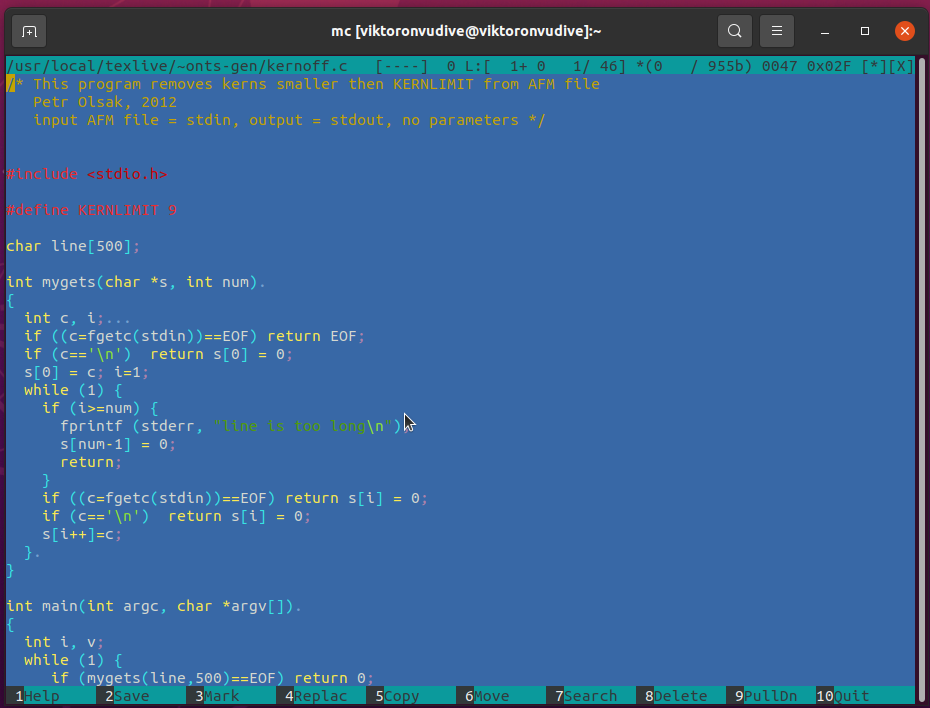 mc [viktoronvudive@viktoronvudive]:~
/usr/local/texlive/~onts-gen/kernoff.c   [----]  0 L:[  1+ 0   1/ 46] *(0   / 955b) 0047 0x02F [*][X]
/* This program removes kerns smaller then KERNLIMIT from AFM file
   Petr Olsak, 2012
   input AFM file = stdin, output = stdout, no parameters */
#include <stdio.h>
#define KERNLIMIT 9
char line[500];
int mygets(char *s, int num).
{
  int c, i;...
  if ((c=fgetc(stdin))==EOF) return EOF;
  if (c=='\n')  return s[0] = 0;
  s[0] = c; i=1;
  while (1) {
    if (i>=num) {
      fprintf (stderr, "line is too long\n");
      s[num-1] = 0;
      return;
    }
    if ((c=fgetc(stdin))==EOF) return s[i] = 0;
    if (c=='\n')  return s[i] = 0;
    s[i++]=c;
  }.
}
int main(int argc, char *argv[]).
{
  int i, v;
  while (1) {
     if (mygets(line,500)==EOF) return 0;
1Help 2Save 3Mark 4Replac 5Copy 6Move 7Search 8Delete 9PullDn 10Quit